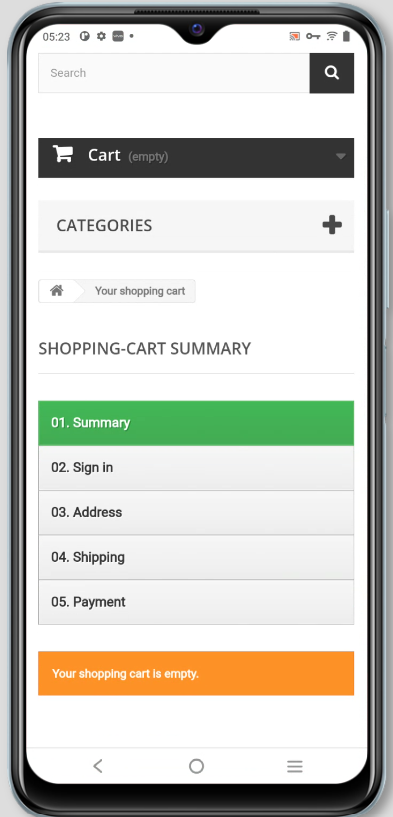 05:23
Search
Cart (empty)
CATEGORIES
Your shopping cart
SHOPPING-CART SUMMARY
01. Summary
02. Sign in
03. Address
04. Shipping
05. Payment
Your shopping cart is empty.